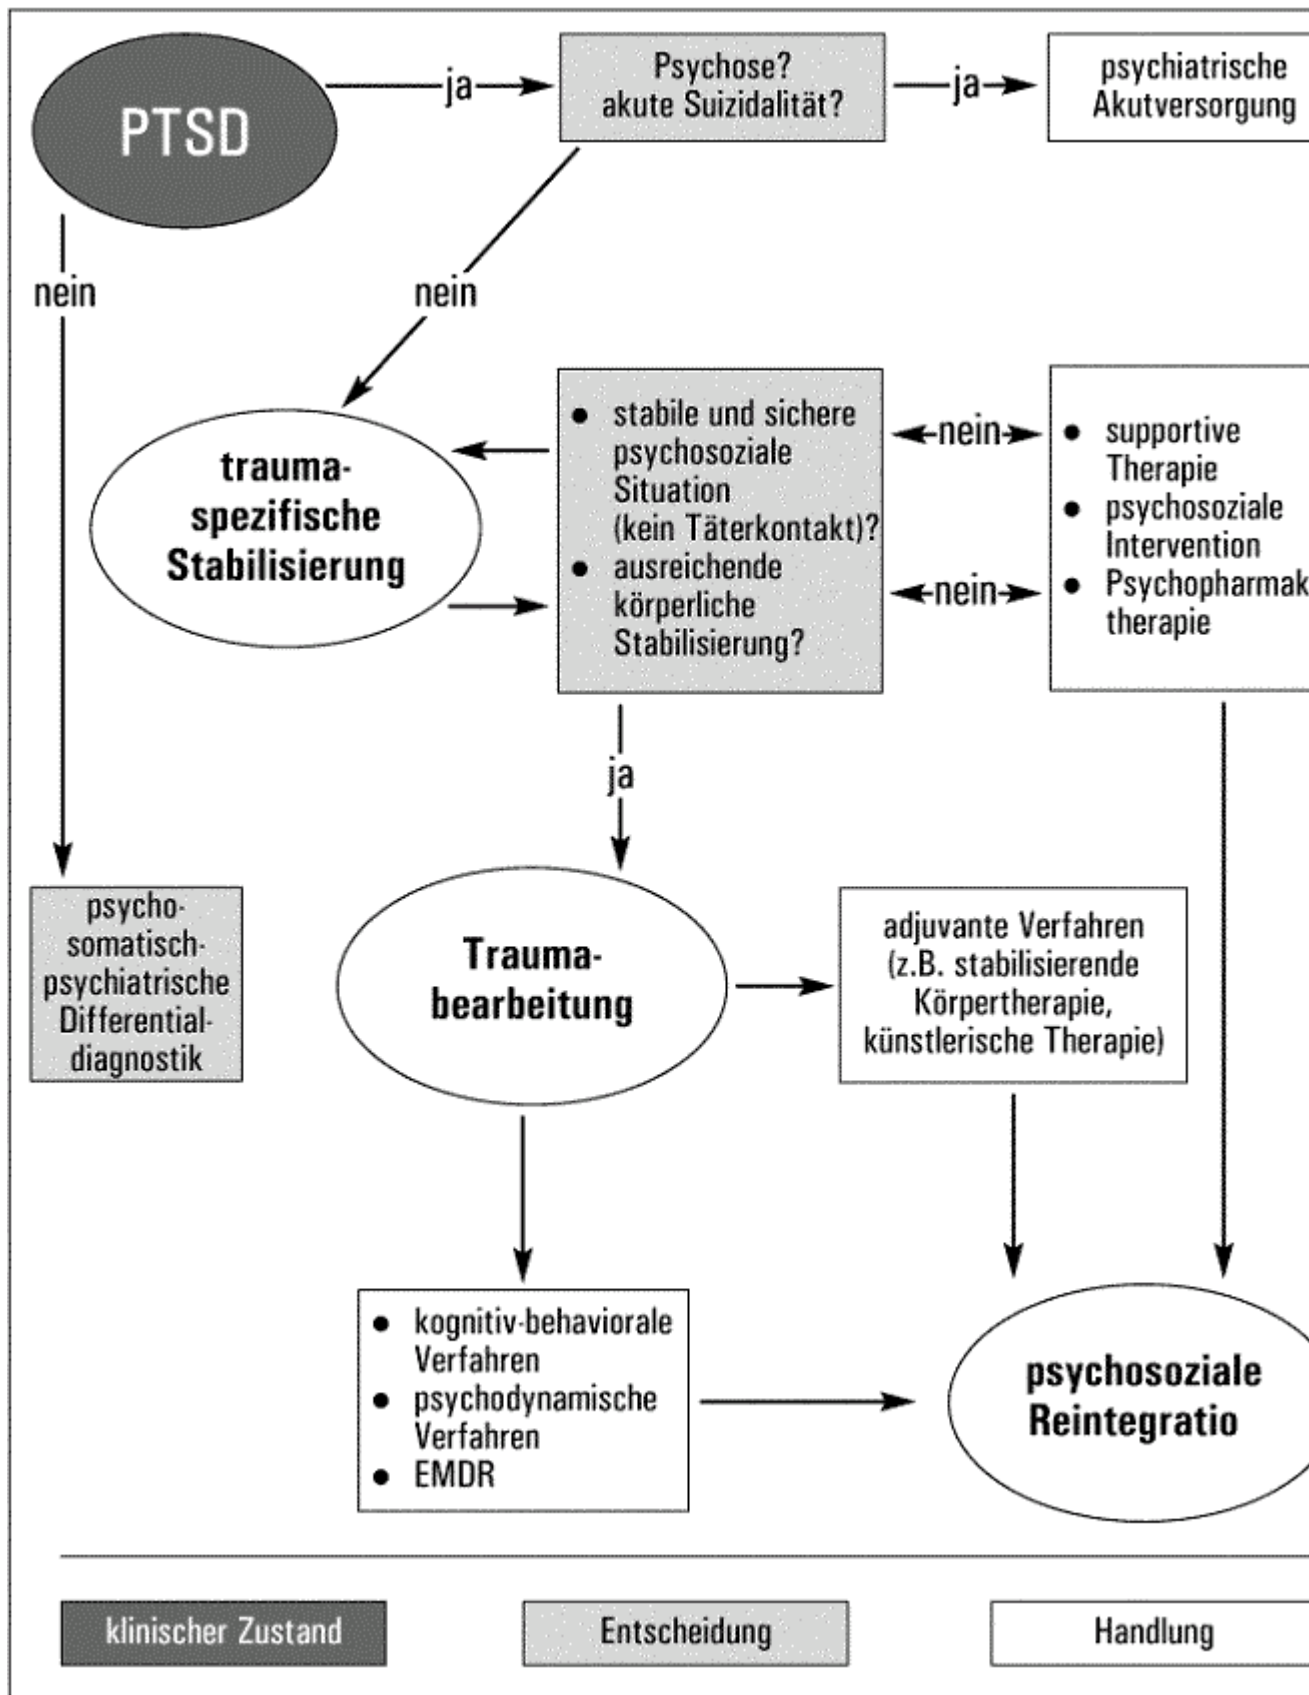 PTSD
ja
Psychose?
akute Suizidalität?
ja
psychiatrische
Akutversorgung
nein
nein
trauma-
spezifische
Stabilisierung
● stabile und sichere
psychosoziale
Situation
(kein Täterkontakt)?
● ausreichende
körperliche
Stabilisierung?
nein
nein
● supportive
Therapie
● psychosoziale
Intervention
● Psychopharmak
therapie
ja
psycho-
somatisch-
psychiatrische
Differential-
diagnostik
Trauma-
bearbeitung
adjuvante Verfahren
(z.B. stabilisierende
Körpertherapie,
künstlerische Therapie)
● kognitiv-behaviorale
Verfahren
● psychodynamische
Verfahren
● EMDR
psychosoziale
Reintegratio
klinischer Zustand
Entscheidung
Handlung